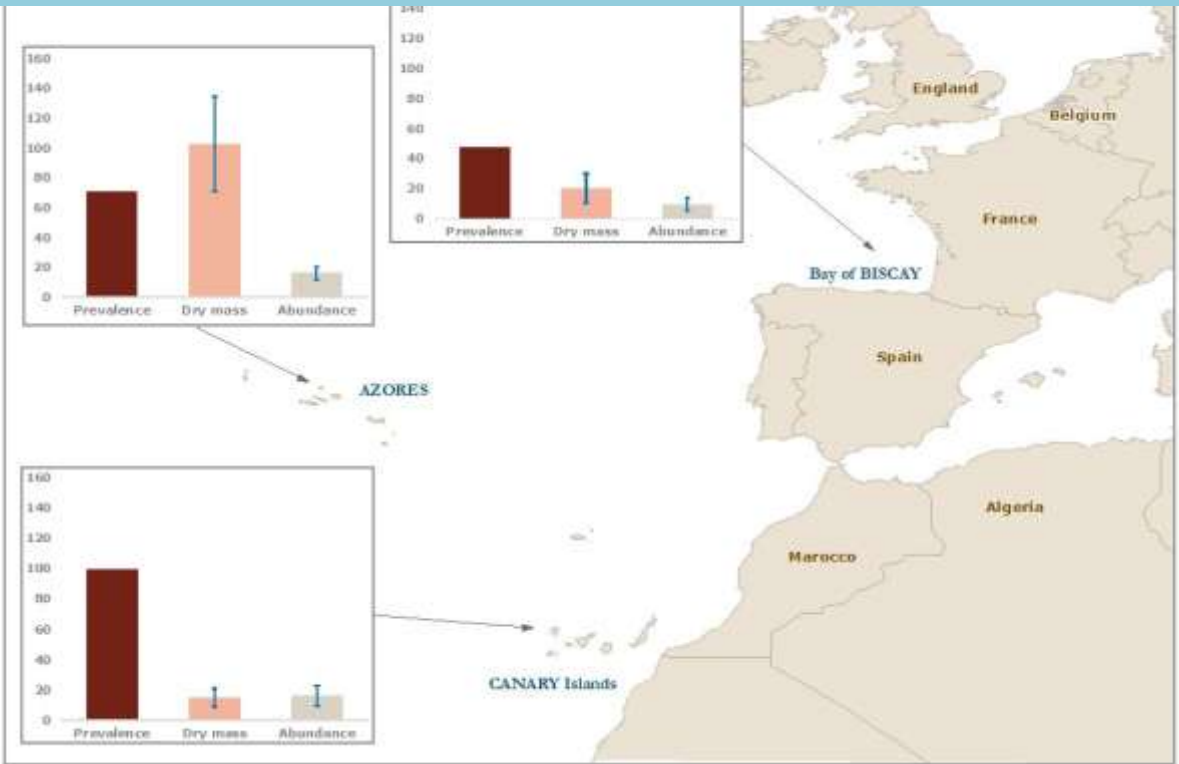 140
120
100
80
60
40
20
0
Prevalence Dry mass Abundance
160
140
120
100
80
60
40
20
0
Prevalence Dry mass Abundance
England
Belgium
France
Bay of BISCAY
Spain
AZORES
160
140
120
100
80
60
40
20
0
Prevalence Dry mass Abundance
Algeria
Marocco
CANARY Islands